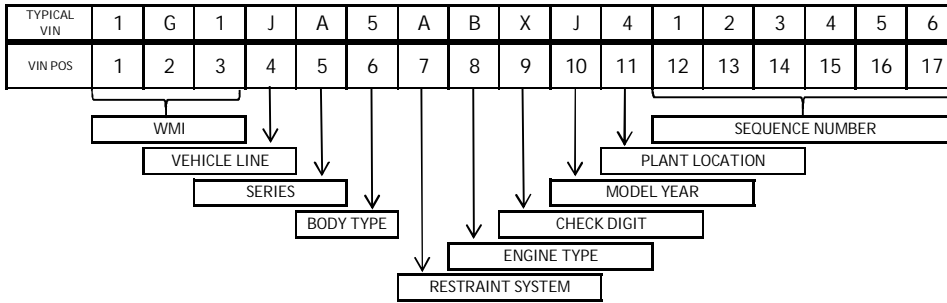 TYPICAL VIN 1 G 1 J A 5 A B X J 4 1 2 3 4 5 6
VIN POS 1 2 3 4 5 6 7 8 9 10 11 12 13 14 15 16 17
WMI SEQUENCE NUMBER
VEHICLE LINE PLANT LOCATION
SERIES MODEL YEAR
BODY TYPE CHECK DIGIT
ENGINE TYPE
RESTRAINT SYSTEM